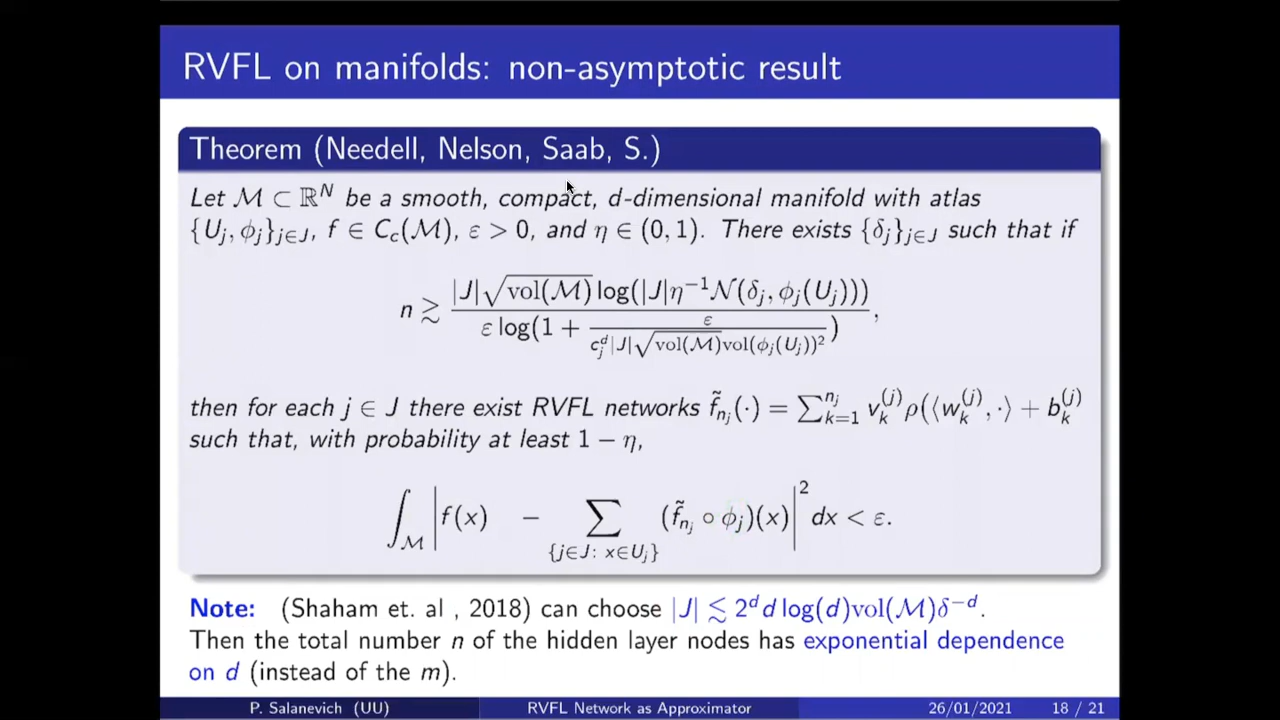 RVFL on manifolds: non-asymptotic result
Theorem (Needell, Nelson, Saab, S.)
Let ℳ ⊂ ℝ^N be a smooth, compact, d-dimensional manifold with atlas
{U_j, ϕ_j}_{j∈J}, f ∈ C_c(ℳ), ε > 0, and η ∈ (0, 1). There exists {δ_j}_{j∈J} such that if
n ≳ \frac{|J|\sqrt{vol(ℳ)} log(|J|η^{-1}𝒩(δ_j, ϕ_j(U_j)))}{ε log(1 + \frac{ε}{c_j^d|J|\sqrt{vol(ℳ)}vol(ϕ_j(U_j))^2})},
then for each j ∈ J there exist RVFL networks f̃_{n_j}(·) = ∑_{k=1}^{n_j} v_k^{(j)} ρ(⟨w_k^{(j)}, ·⟩ + b_k^{(j)}
such that, with probability at least 1 − η,
∫_ℳ |f(x) − ∑_{{j∈J: x∈U_j}} (f̃_{n_j} ∘ ϕ_j)(x)|^2 dx < ε.
Note: (Shaham et. al , 2018) can choose |J| ≲ 2^d d log(d)vol(ℳ)δ^{-d}.
Then the total number n of the hidden layer nodes has exponential dependence
on d (instead of the m).
P. Salanevich (UU) RVFL Network as Approximator 26/01/2021 18 / 21